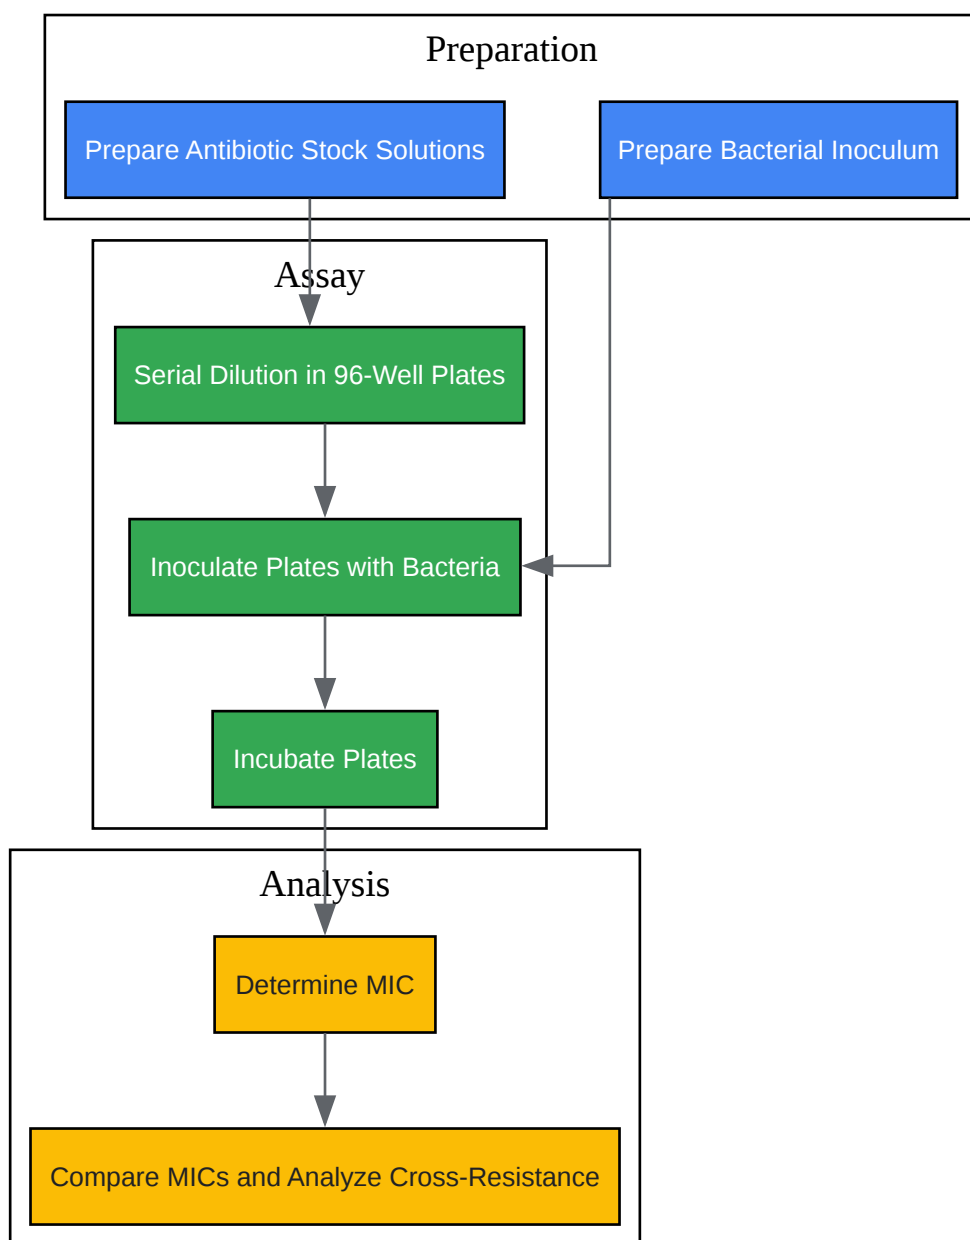 Preparation
Prepare Antibiotic Stock Solutions
Prepare Bacterial Inoculum
Assay
Serial Dilution in 96-Well Plates
Inoculate Plates with Bacteria
Incubate Plates
Analysis
Determine MIC
Compare MICs and Analyze Cross-Resistance